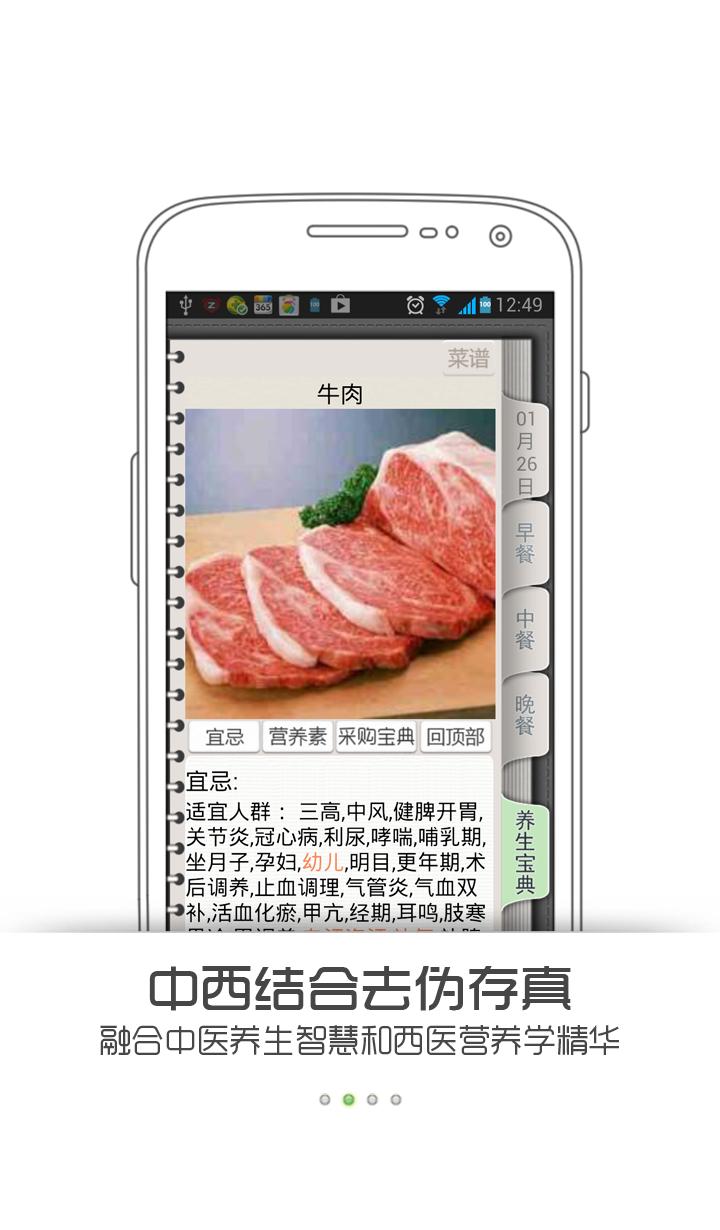 365
100
100
12:49
菜谱
牛肉
01
月
26
日
早
餐
中
餐
晚
餐
养
生
宝
典
宜忌
营养素
采购宝典
回顶部
宜忌:
适宜人群： 三高,中风,健脾开胃,
关节炎,冠心病,利尿,哮喘,哺乳期,
坐月子,孕妇,幼儿,明目,更年期,术
后调养,止血调理,气管炎,气血双
补,活血化瘀,甲亢,经期,耳鸣,肢寒
中西结合去伪存真
融合中医养生智慧和西医营养学精华